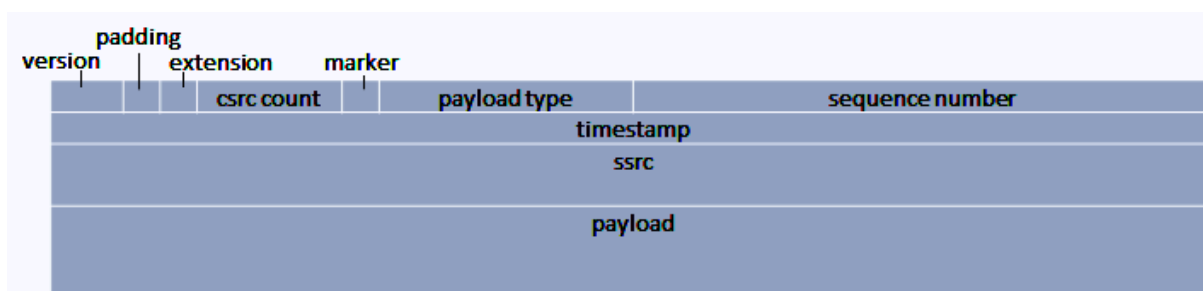 padding
version extension marker
csrc count payload type sequence number
timestamp
ssrc
payload